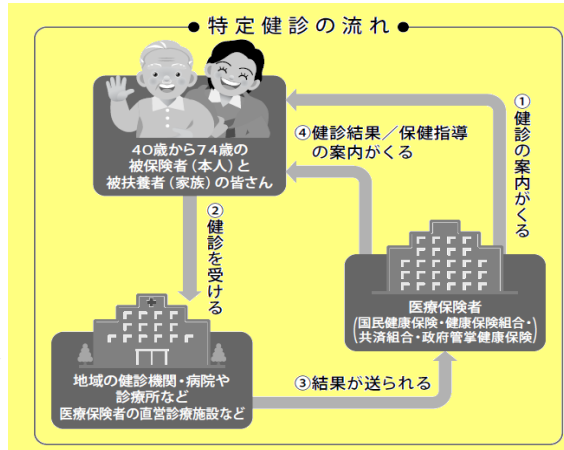 ●特定健診の流れ●
40歳から74歳の
被保険者(本人)と
被扶養者(家族)の皆さん
①健診の案内がくる
②健診を受ける
地域の健診機関・病院や
診療所など
医療保険者の直営診療施設など
③結果が送られる
医療保険者
(国民健康保険・健康保険組合・
共済組合・政府管掌健康保険)
④健診結果/保健指導
の案内がくる